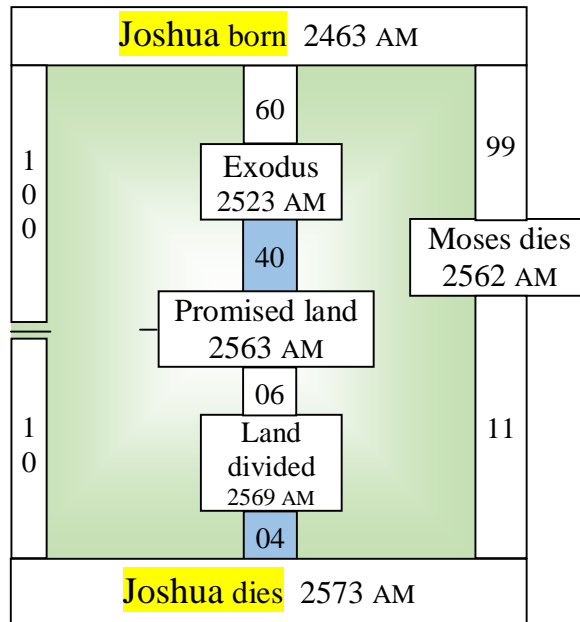 Joshua born 2463 AM
60
Exodus
2523 AM
40
Promised land
2563 AM
06
Land
divided
2569 AM
04
1
0
0
1
0
99
Moses dies
2562 AM
11
Joshua dies 2573 AM